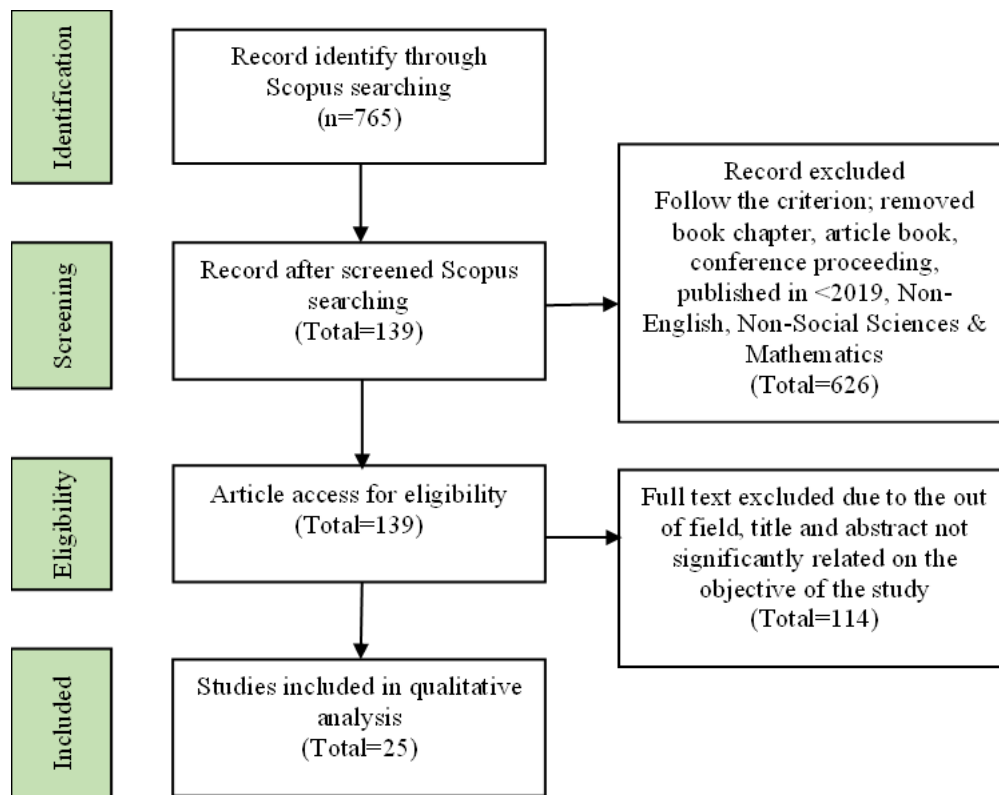 Identification
Record identify through
Scopus searching
(n=765)
Screening
Record after screened Scopus
searching
(Total=139)
Record excluded
Follow the criterion; removed
book chapter, article book,
conference proceeding,
published in <2019, Non-
English, Non-Social Sciences &
Mathematics
(Total=626)
Eligibility
Article access for eligibility
(Total=139)
Full text excluded due to the out
of field, title and abstract not
significantly related on the
objective of the study
(Total=114)
Included
Studies included in qualitative
analysis
(Total=25)